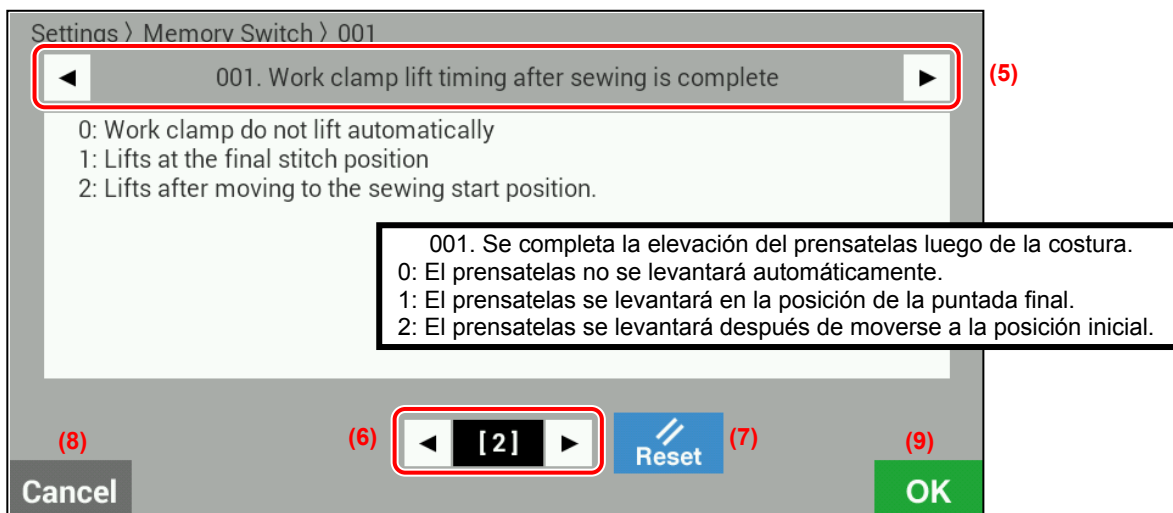 Settings 〉 Memory Switch 〉 001
◄ 001. Work clamp lift timing after sewing is complete ►
(5)
0: Work clamp do not lift automatically
1: Lifts at the final stitch position
2: Lifts after moving to the sewing start position.
001. Se completa la elevación del prensatelas luego de la costura.
0: El prensatelas no se levantará automáticamente.
1: El prensatelas se levantará en la posición de la puntada final.
2: El prensatelas se levantará después de moverse a la posición inicial.
(8)
(6)
◄ [ 2 ] ►
Reset
(7)
(9)
Cancel
OK